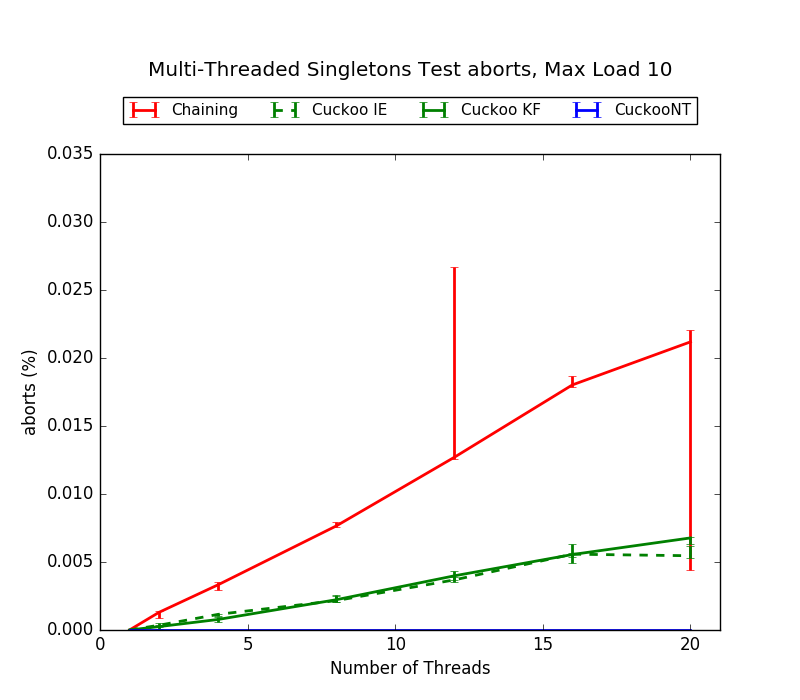 Multi-Threaded Singletons Test aborts, Max Load 10
Chaining Cuckoo IE Cuckoo KF CuckooNT
0.035
0.030
0.025
0.020
0.015
0.010
0.005
0.000
aborts (%)
0 5 10 15 20
Number of Threads